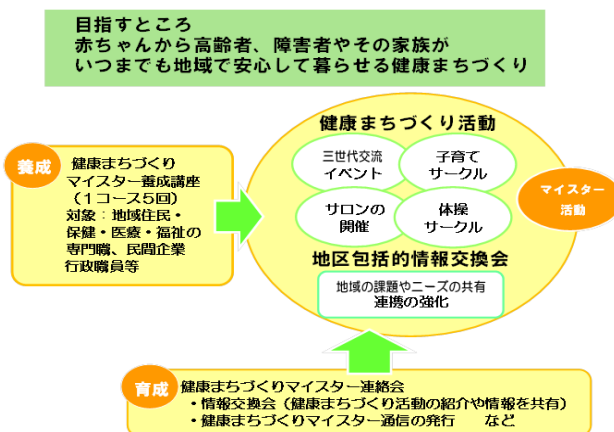 目指すところ
赤ちゃんから高齢者、障害者やその家族が
いつまでも地域で安心して暮らせる健康まちづくり
養成
健康まちづくり
マイスター養成講座
(1コース5回)
対象:地域住民・
保健・医療・福祉の
専門職、民間企業
行政職員等
健康まちづくり活動
三世代交流
イベント
子育て
サークル
サロンの
開催
体操
サークル
マイスター
活動
地区包括的情報交換会
地域の課題やニーズの共有
連携の強化
育成
健康まちづくりマイスター連絡会
・情報交換会(健康まちづくり活動の紹介や情報を共有)
・健康まちづくりマイスター通信の発行 など